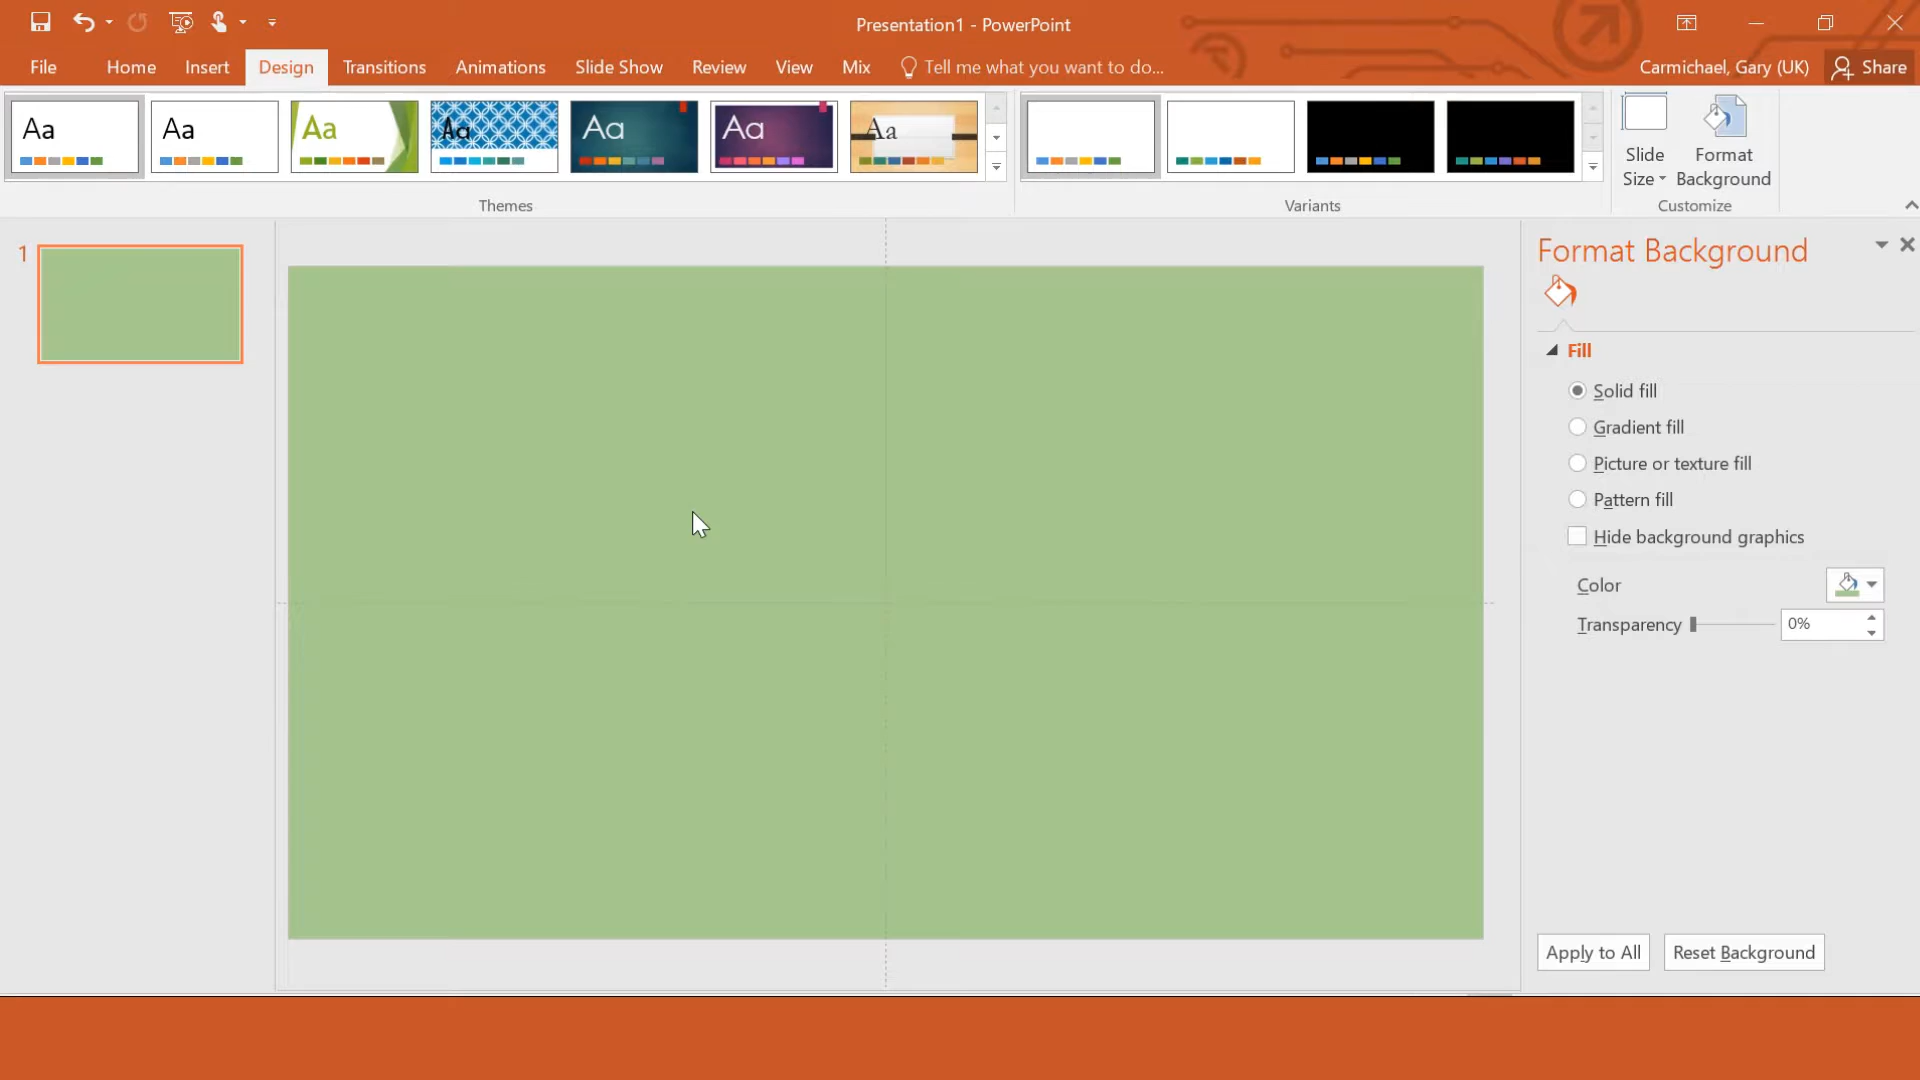 Presentation1 - PowerPoint
File Home Insert Design Transitions Animations Slide Show Review View Mix Tell me what you want to do... Carmichael, Gary (UK) Share
Aa Aa Aa Aa Aa Aa Aa
Slide Size
Format Background
Themes Variants Customize
1
Format Background
Fill
Solid fill
Gradient fill
Picture or texture fill
Pattern fill
Hide background graphics
Color
Transparency 0%
Apply to All Reset Background